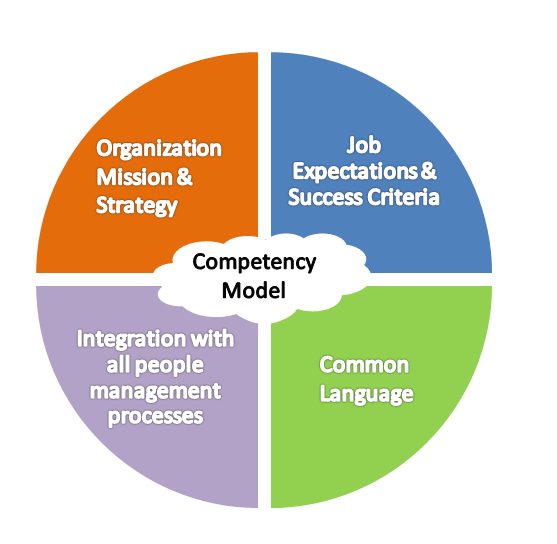 Organization
Mission &
Strategy
Job
Expectations &
Success Criteria
Competency
Model
Integration with
all people
management
processes
Common
Language